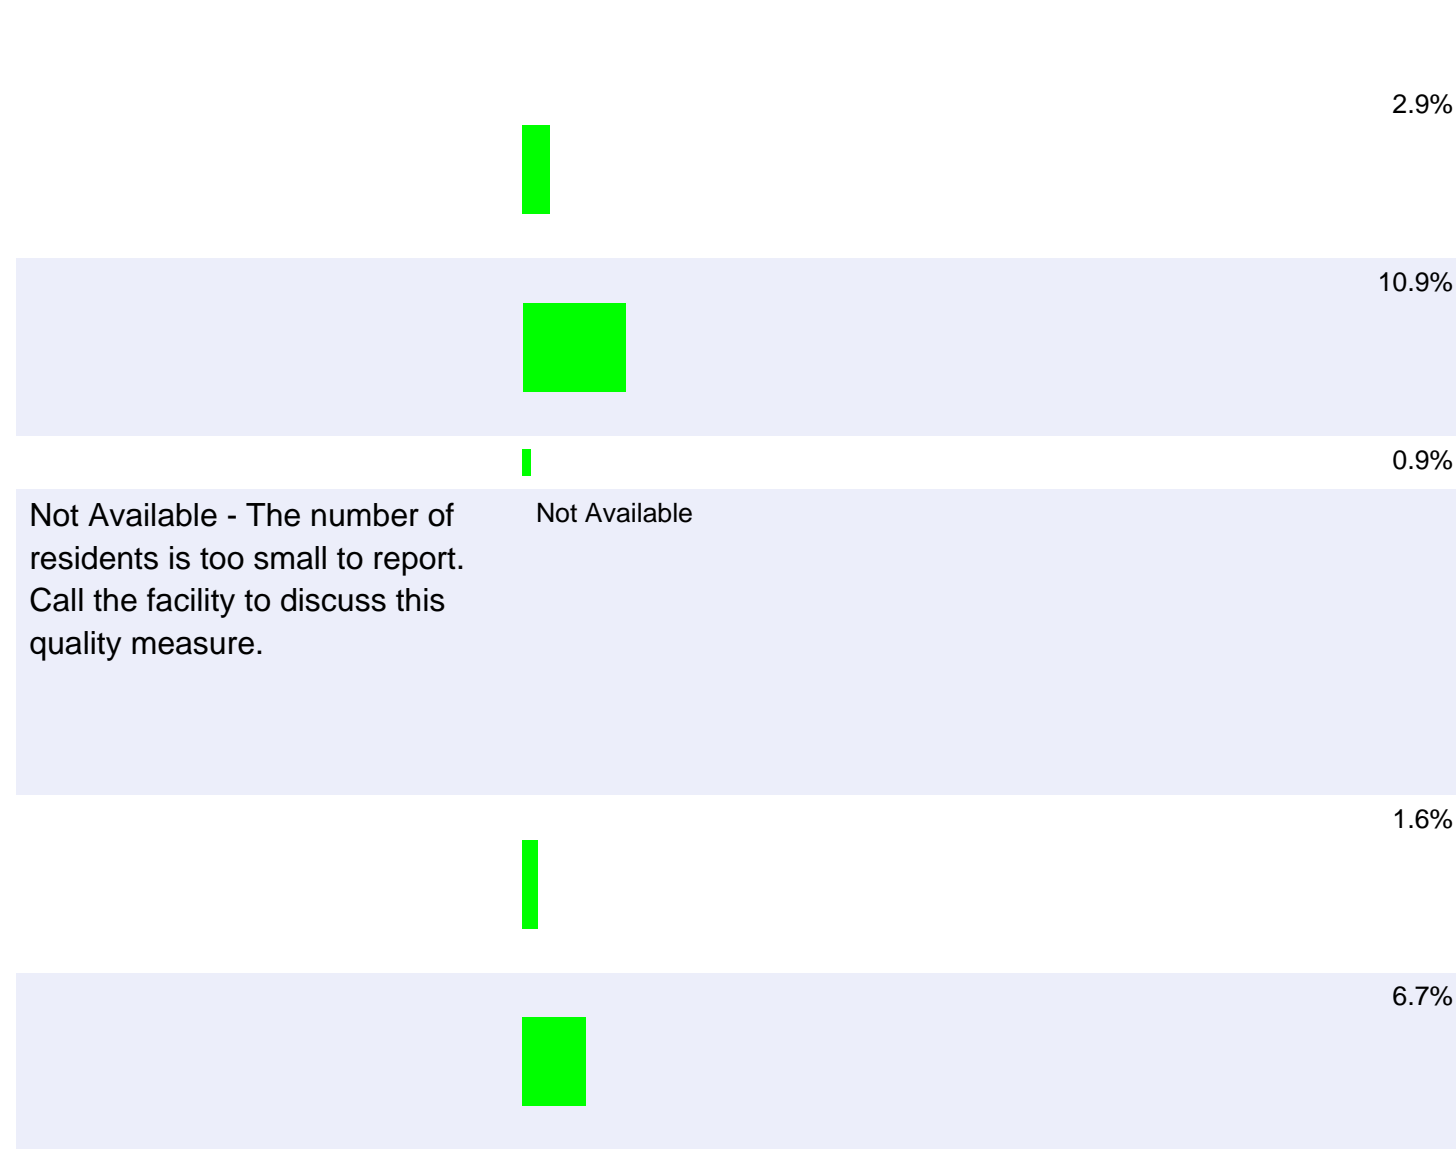 2.9%
10.9%
0.9%
Not Available - The number of
residents is too small to report.
Call the facility to discuss this
quality measure.
Not Available
1.6%
6.7%